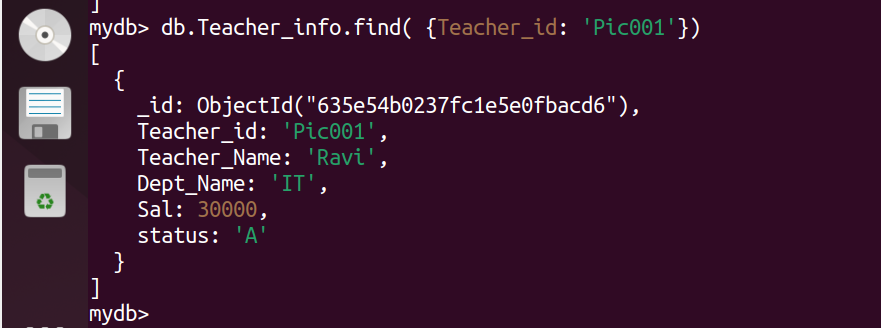 ]
mydb> db.Teacher_info.find( {Teacher_id: 'Pic001'})
[
  {
    _id: ObjectId("635e54b0237fc1e5e0fbacd6"),
    Teacher_id: 'Pic001',
    Teacher_Name: 'Ravi',
    Dept_Name: 'IT',
    Sal: 30000,
    status: 'A'
  }
]
mydb>